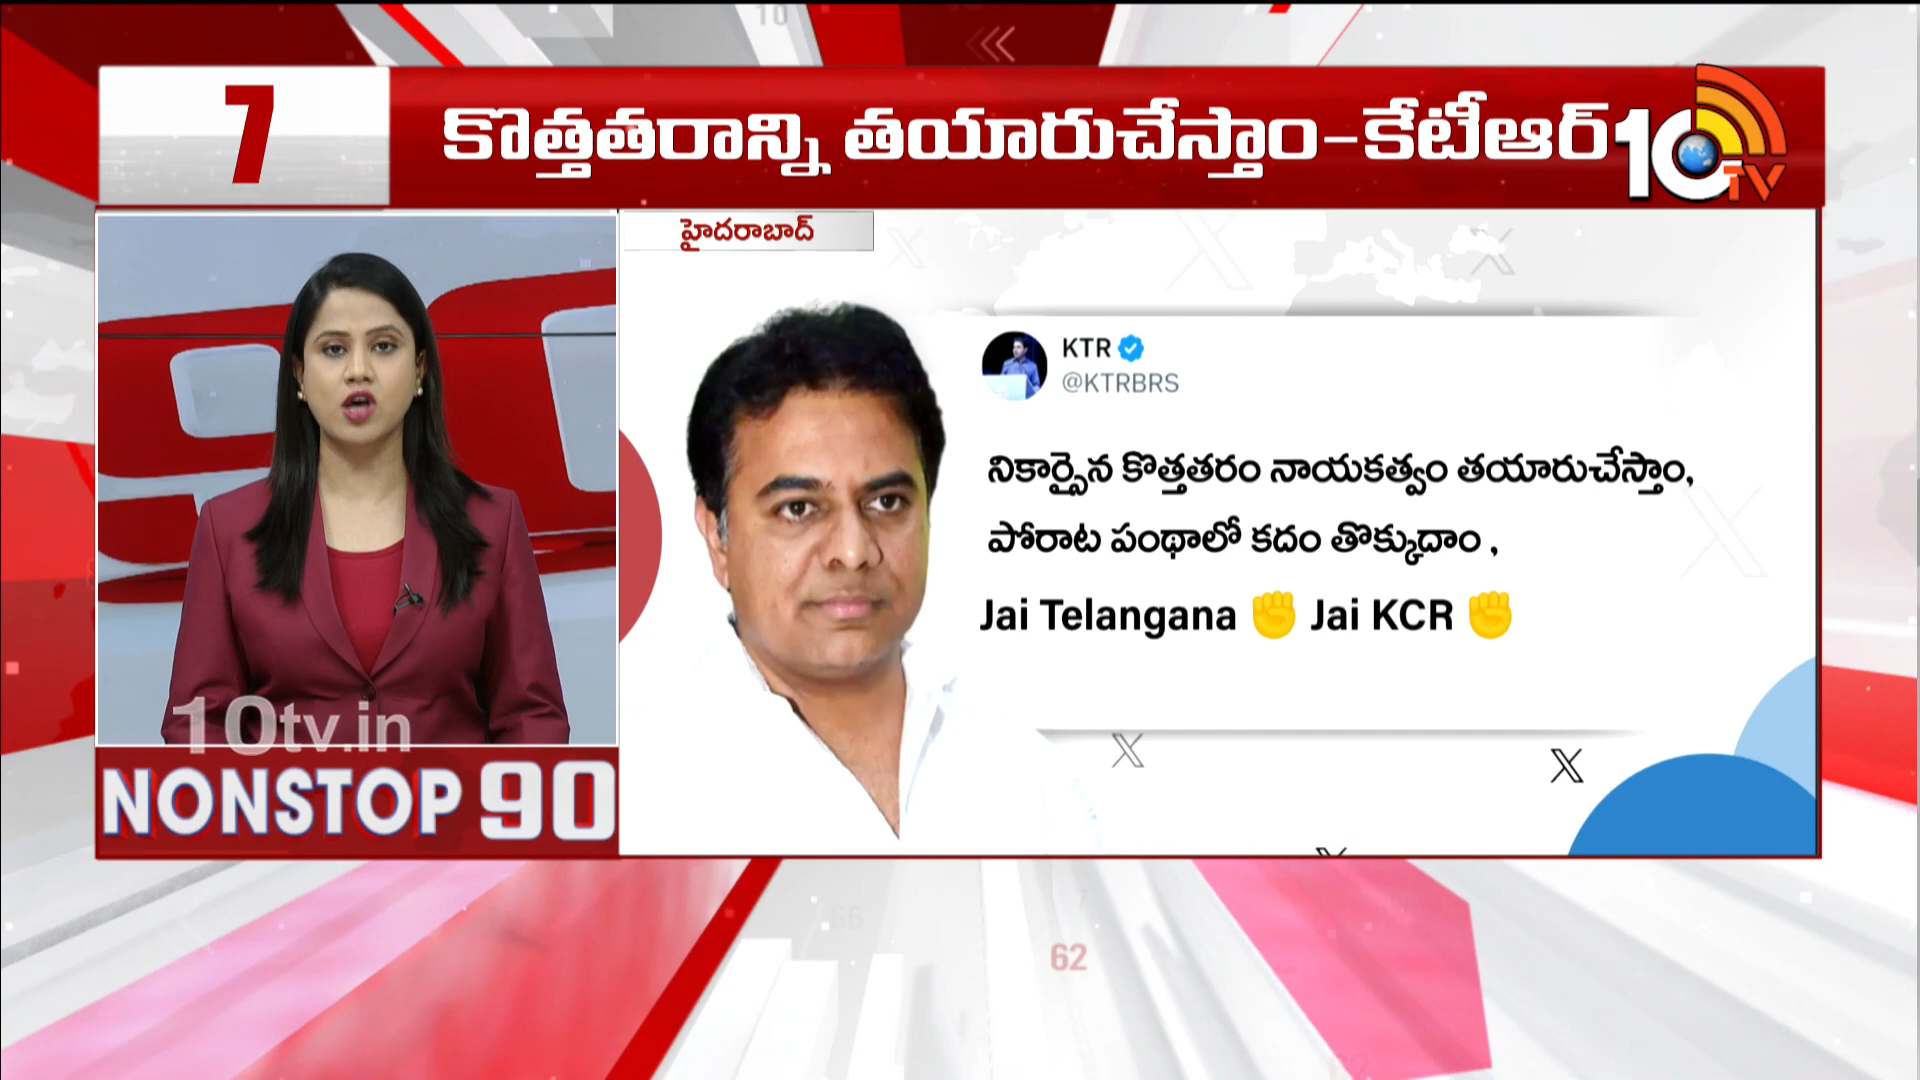 7
కొత్తతరాన్ని తయారుచేస్తాం-కేటీఆర్
10TV
హైదరాబాద్
KTR
@KTRBRS
నికార్సైన కొత్తతరం నాయకత్వం తయారుచేస్తాం,
పోరాట పంథాలో కదం తొక్కుదాం ,
Jai Telangana ✊ Jai KCR ✊
10tv.in
NONSTOP 90
10
62